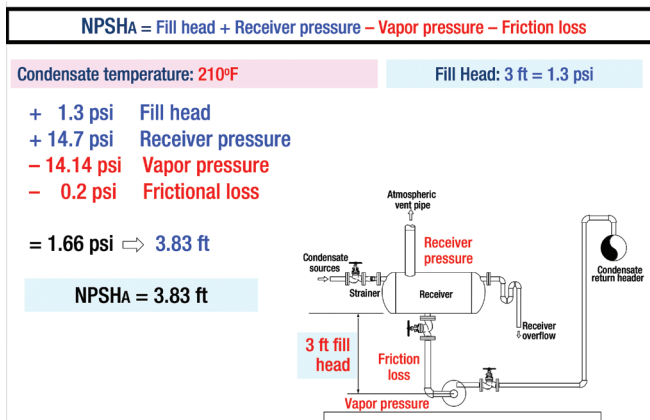 NPSHA = Fill head + Receiver pressure – Vapor pressure – Friction loss
Condensate temperature: 210ºF
Fill Head: 3 ft = 1.3 psi
+ 1.3 psi Fill head
+ 14.7 psi Receiver pressure
– 14.14 psi Vapor pressure
– 0.2 psi Frictional loss
= 1.66 psi ⇨ 3.83 ft
NPSHA = 3.83 ft
Atmospheric
vent pipe
Receiver
pressure
Condensate
sources
Strainer
Receiver
Condensate
return header
Receiver
overflow
3 ft fill
head
Friction
loss
Vapor pressure